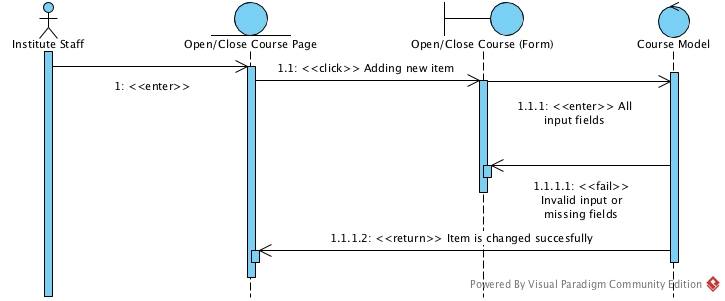 Institute Staff
Open/Close Course Page
Open/Close Course (Form)
Course Model
1: <<enter>>
1.1: <<click>> Adding new item
1.1.1: <<enter>> All
input fields
1.1.1.1: <<fail>>
Invalid input or
missing fields
1.1.1.2: <<return>> Item is changed succesfully
Powered By Visual Paradigm Community Edition